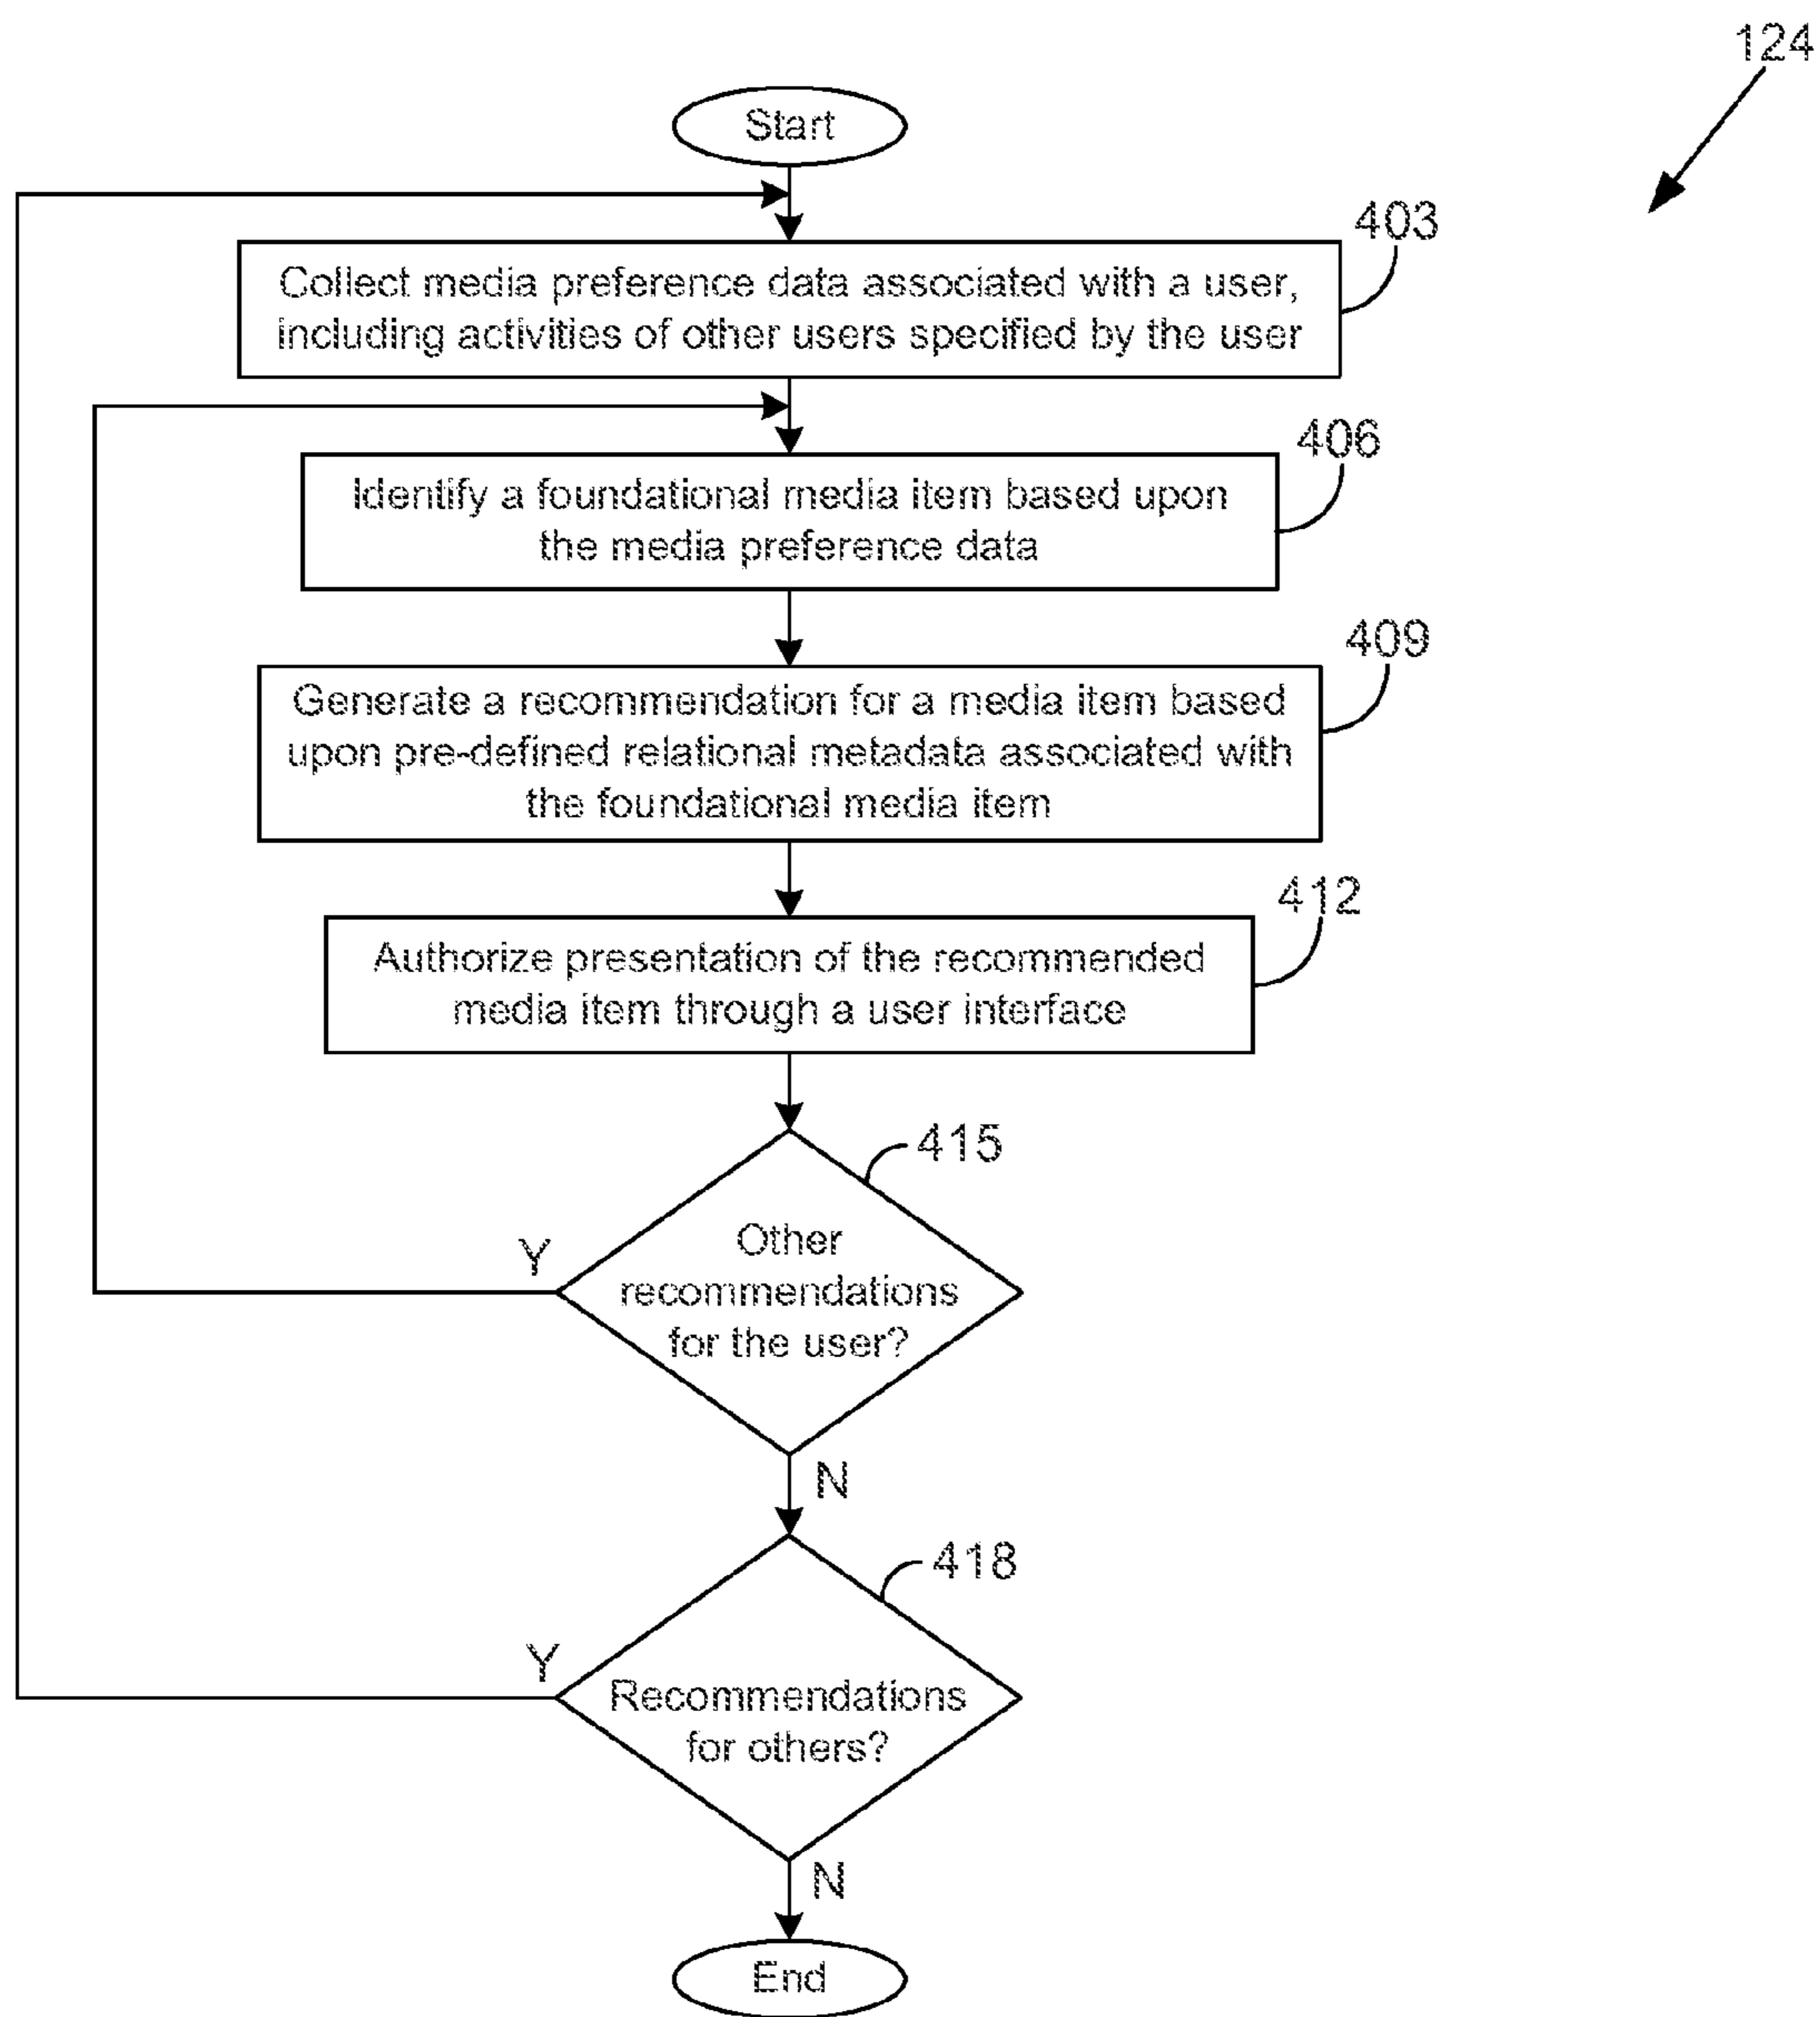 124
Start
403
Collect media preference data associated with a user,
including activities of other users specified by the user
406
Identify a foundational media item based upon
the media preference data
409
Generate a recommendation for a media item based
upon pre-defined relational metadata associated with
the foundational media item
412
Authorize presentation of the recommended
media item through a user interface
415
Y
Other
recommendations
for the user?
N
418
Y
Recommendations
for others?
N
End